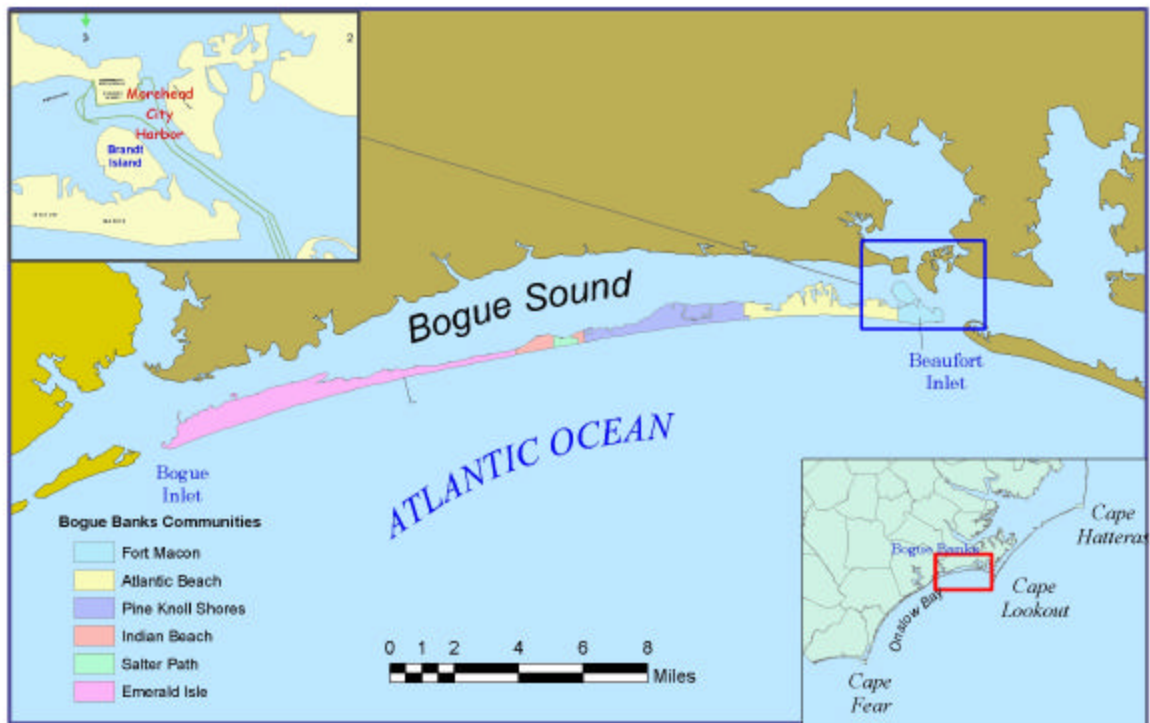 3
2
Morehead
City
Harbor
Brandt
Island
Bogue Sound
Beaufort
Inlet
ATLANTIC OCEAN
Bogue
Inlet
Bogue Banks Communities
Fort Macon
Atlantic Beach
Pine Knoll Shores
Indian Beach
Salter Path
Emerald Isle
0 1 2 4 6 8
Miles
Cape
Hatteras
Bogue Banks
Cape
Lookout
Onslow Bay
Cape
Fear